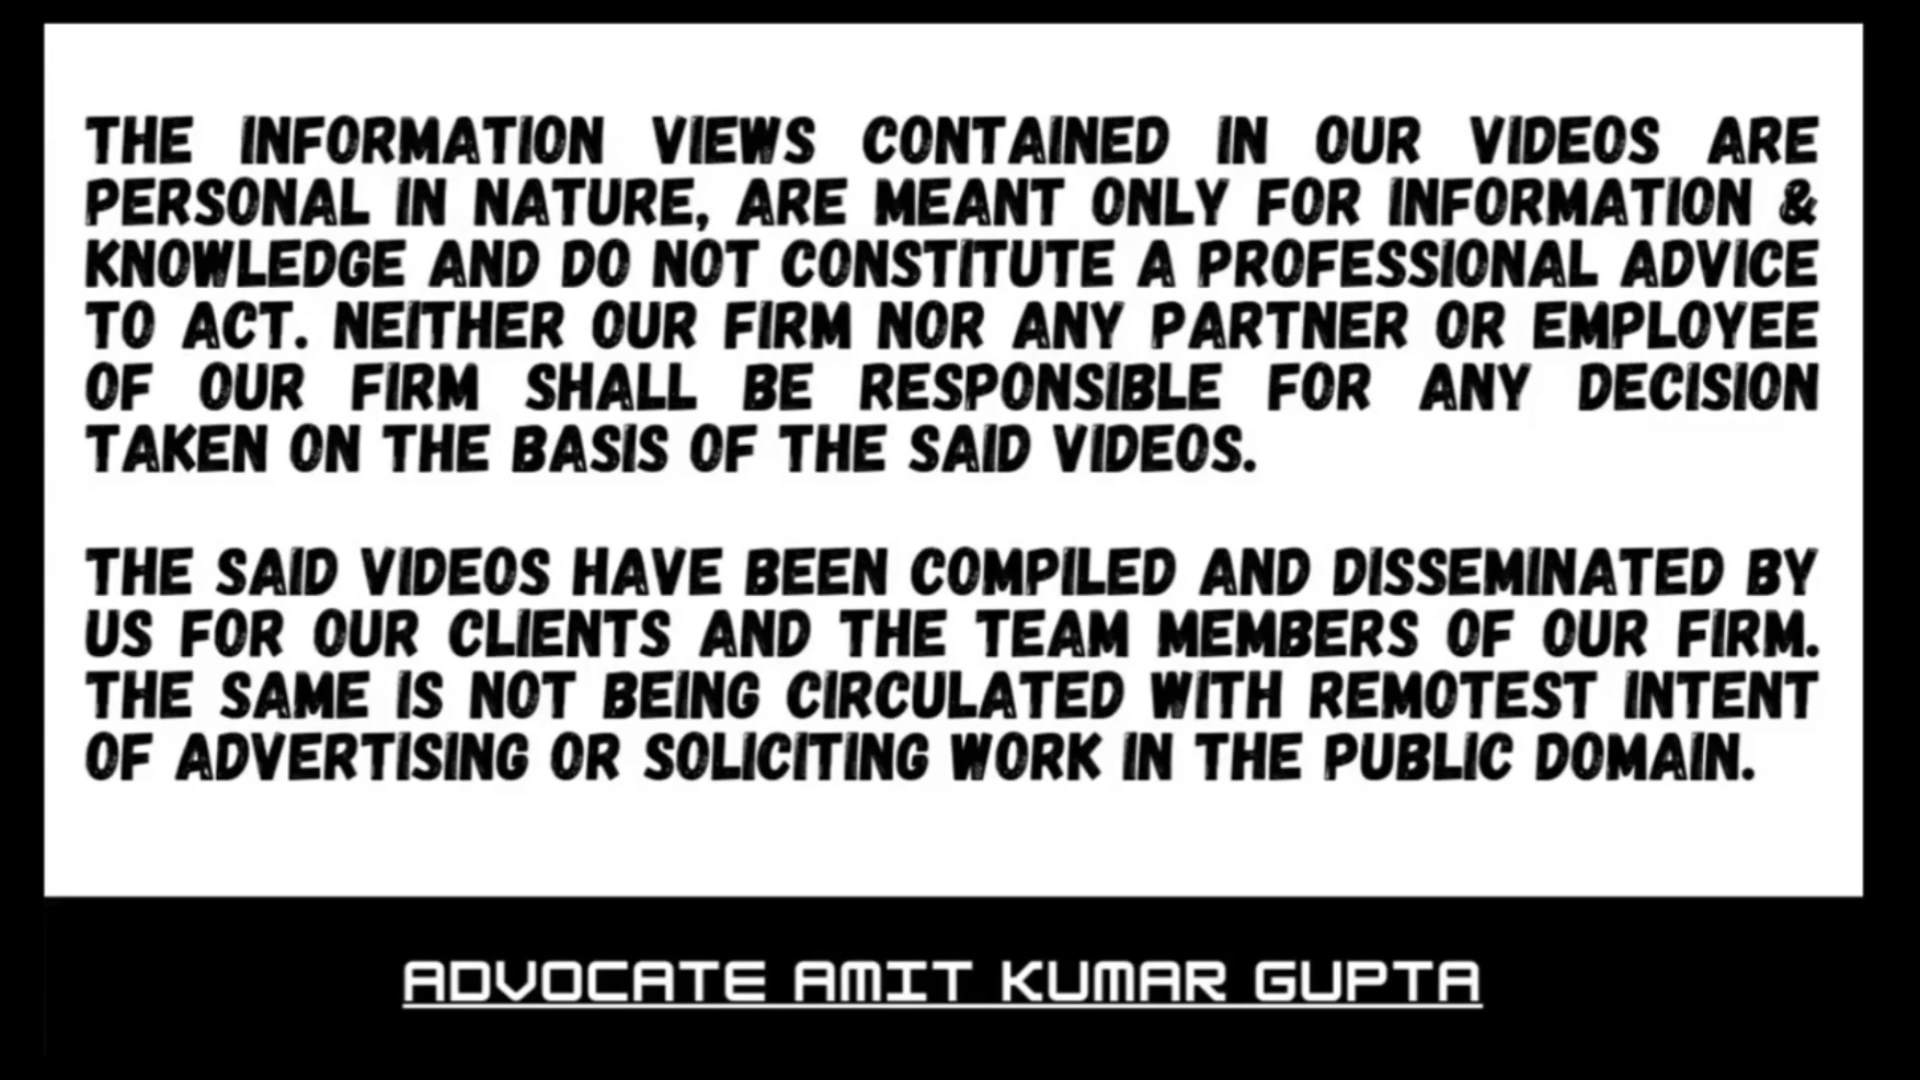 THE INFORMATION VIEWS CONTAINED IN OUR VIDEOS ARE
PERSONAL IN NATURE, ARE MEANT ONLY FOR INFORMATION &
KNOWLEDGE AND DO NOT CONSTITUTE A PROFESSIONAL ADVICE
TO ACT. NEITHER OUR FIRM NOR ANY PARTNER OR EMPLOYEE
OF OUR FIRM SHALL BE RESPONSIBLE FOR ANY DECISION
TAKEN ON THE BASIS OF THE SAID VIDEOS.
THE SAID VIDEOS HAVE BEEN COMPILED AND DISSEMINATED BY
US FOR OUR CLIENTS AND THE TEAM MEMBERS OF OUR FIRM.
THE SAME IS NOT BEING CIRCULATED WITH REMOTEST INTENT
OF ADVERTISING OR SOLICITING WORK IN THE PUBLIC DOMAIN.
ADVOCATE AMIT KUMAR GUPTA